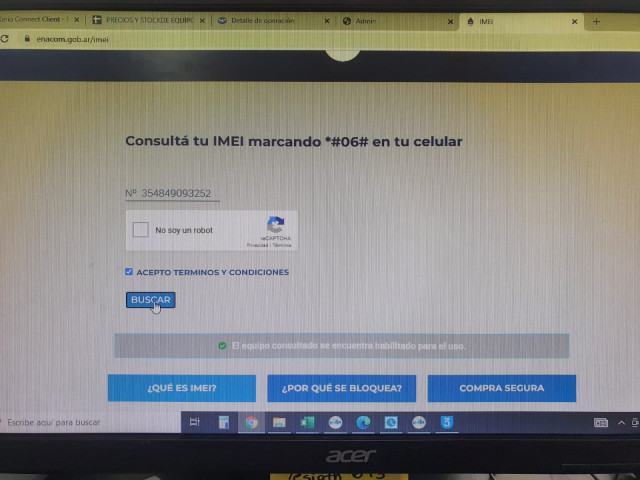 Connect Client -
PRECIOS Y STOCK DE EQUIPO
Detalle de operación
Admin
IMEI
enacom.gob.ar/imei
Consultá tu IMEI marcando *#06# en tu celular
Nº 354849093252
No soy un robot
reCAPTCHA
Privacidad - Términos
ACEPTO TERMINOS Y CONDICIONES
BUSCAR
El equipo consultado se encuentra habilitado para el uso.
¿QUÉ ES IMEI?
¿POR QUÉ SE BLOQUEA?
COMPRA SEGURA
Escribe aquí para buscar
acer